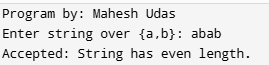 Program by: Mahesh Udas
Enter string over {a,b}: abab
Accepted: String has even length.